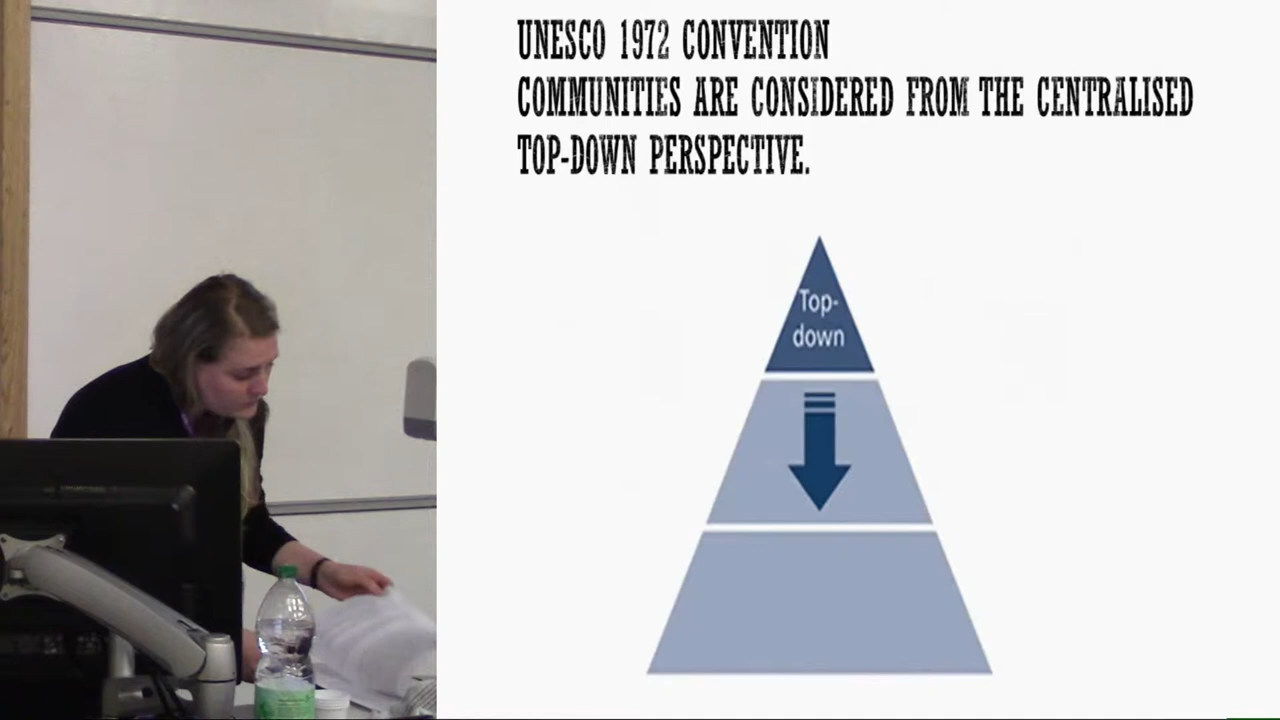 UNESCO 1972 CONVENTION
COMMUNITIES ARE CONSIDERED FROM THE CENTRALISED
TOP-DOWN PERSPECTIVE.
Top-
down